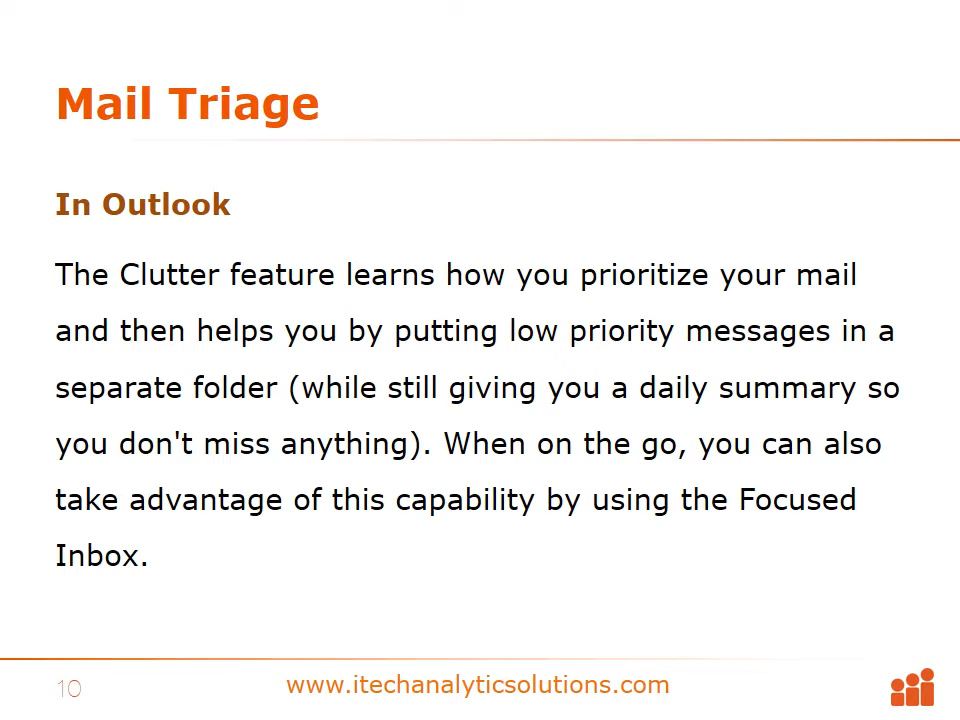 Mail Triage
In Outlook
The Clutter feature learns how you prioritize your mail
and then helps you by putting low priority messages in a
separate folder (while still giving you a daily summary so
you don't miss anything). When on the go, you can also
take advantage of this capability by using the Focused
Inbox.
10
www.itechanalyticsolutions.com